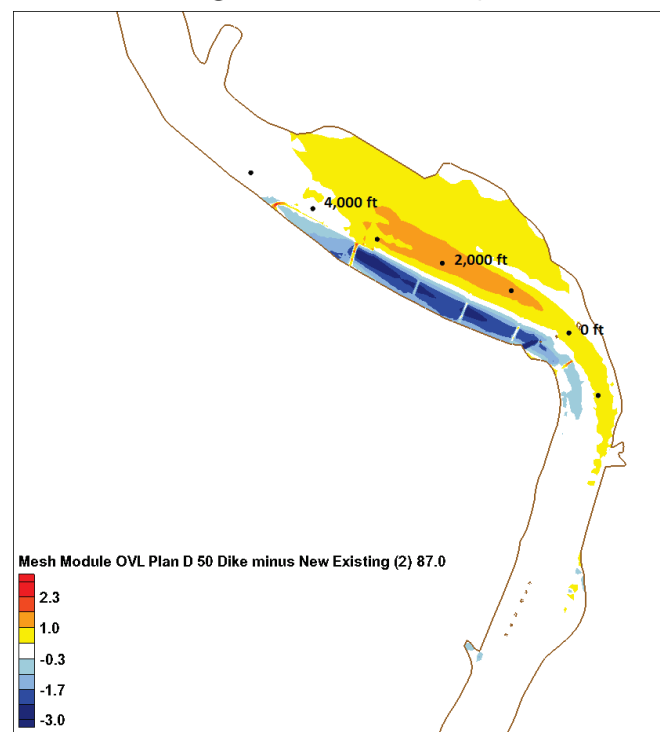 4,000 ft
2,000 ft
0 ft
Mesh Module OVL Plan D 50 Dike minus New Existing (2) 87.0
2.3
1.0
-0.3
-1.7
-3.0